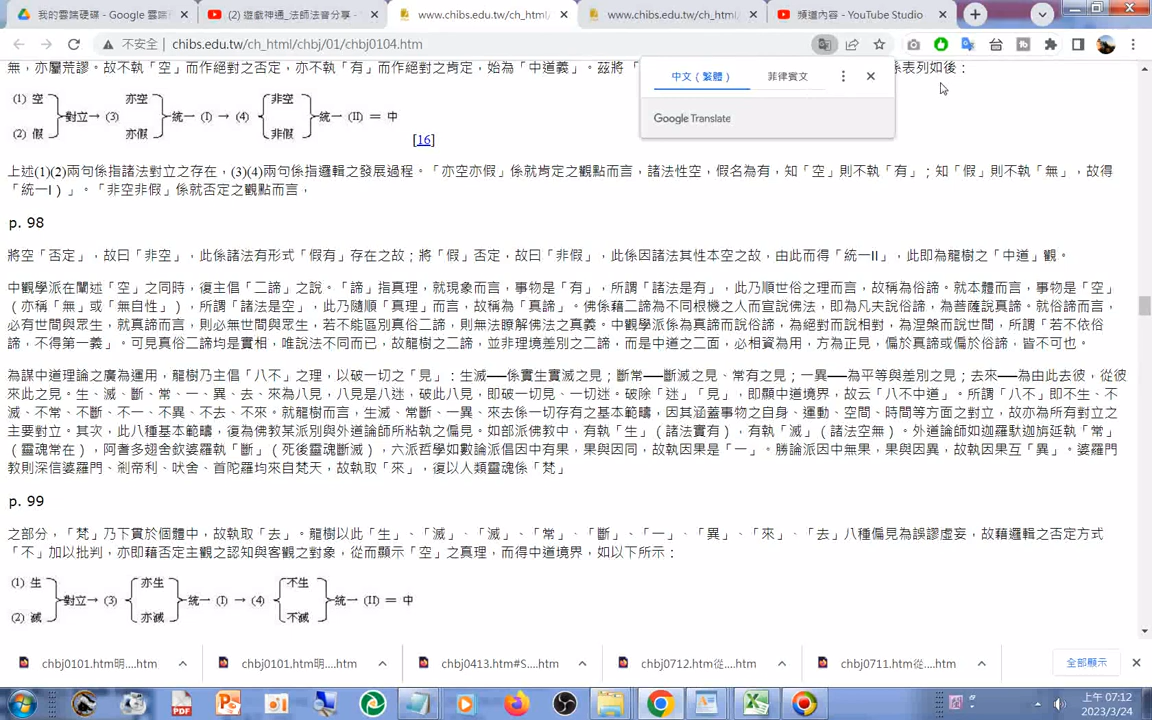 我的雲端硬碟 - Google 雲端
(2) 遊戲神通_法師法音分享 -
www.chibs.edu.tw/ch_html/
www.chibs.edu.tw/ch_html/
頻道內容 - YouTube Studio
不安全
chibs.edu.tw/ch_html/chbj/01/chbj0104.htm
無，亦屬荒謬。故不執「空」而作絕對之否定，亦不執「有」而作絕對之肯定，始為「中道義」。茲將「
係表列如後：
中文（繁體）
菲律賓文
Google Translate
(1) 空 亦空 非空
對立→ (3) 統一 (I) → (4) 統一 (II) ＝ 中
(2) 假 亦假 非假
[16]
上述(1)(2)兩句係指諸法對立之存在，(3)(4)兩句係指邏輯之發展過程。「亦空亦假」係就肯定之觀點而言，諸法性空，假名為有，知「空」則不執「有」；知「假」則不執「無」，故得
「統一I」」。「非空非假」係就否定之觀點而言，
p. 98
將空「否定」，故曰「非空」，此係諸法有形式「假有」存在之故；將「假」否定，故曰「非假」，此係因諸法其性本空之故，由此而得「統一II」，此即為龍樹之「中道」觀。
中觀學派在闡述「空」之同時，復主倡「二諦」之說。「諦」指真理，就現象而言，事物是「有」，所謂「諸法是有」，此乃順世俗之理而言，故稱為俗諦。就本體而言，事物是「空」
（亦稱「無」或「無自性」），所謂「諸法是空」，此乃隨順「真理」而言，故稱為「真諦」。佛係藉二諦為不同根機之人而宣說佛法，即為凡夫說俗諦，為菩薩說真諦。就俗諦而言，
必有世間與眾生，就真諦而言，則必無世間與眾生，若不能區別真俗二諦，則無法瞭解佛法之真義。中觀學派係為真諦而說俗諦，為絕對而說相對，為涅槃而說世間，所謂「若不依俗
諦，不得第一義」。可見真俗二諦均是實相，唯說法不同而已，故龍樹之二諦，並非理境差別之二諦，而是中道之二面，必相資為用，方為正見，偏於真諦或偏於俗諦，皆不可也。
為謀中道理論之廣為運用，龍樹乃主倡「八不」之理，以破一切之「見」：生滅──係實生實滅之見；斷常──斷滅之見、常有之見；一異──為平等與差別之見；去來──為由此去彼，從彼
來此之見。生、滅、斷、常、一、異、去、來為八見，八見是八迷，破此八見，即破一切見、一切迷。破除「迷」「見」，即顯中道境界，故云「八不中道」。所謂「八不」即不生、不
滅、不常、不斷、不一、不異、不去、不來。就龍樹而言，生滅、常斷、一異、來去係一切存有之基本範疇，因其涵蓋事物之自身、運動、空間、時間等方面之對立，故亦為所有對立之
主要對立。其次，此八種基本範疇，復為佛教某派別與外道論師所粘執之偏見。如部派佛教中，有執「生」（諸法實有），有執「滅」（諸法空無）。外道論師如迦羅馱迦旃延執「常」
（靈魂常在），阿耆多翅舍欽婆羅執「斷」（死後靈魂斷滅），六派哲學如數論派倡因中有果，果與因同，故執因果是「一」。勝論派因中無果，果與因異，故執因果互「異」。婆羅門
教則深信婆羅門、剎帝利、吠舍、首陀羅均來自梵天，故執取「來」，復以人類靈魂係「梵」
p. 99
之部分，「梵」乃下貫於個體中，故執取「去」。龍樹以此「生」、「滅」、「滅」、「常」、「斷」、「一」、「異」、「來」、「去」八種偏見為誤謬虛妄，故藉邏輯之否定方式
「不」加以批判，亦即藉否定主觀之認知與客觀之對象，從而顯示「空」之真理，而得中道境界，如以下所示：
(1) 生 亦生 不生
對立→ (3) 統一 → (I) → (4) 統一 (II) ＝ 中
(2) 滅 亦滅 不滅
chbj0101.htm明....htm
chbj0101.htm明....htm
chbj0413.htm#S....htm
chbj0712.htm從....htm
chbj0711.htm從....htm
全部顯示
上午 07:12
2023/3/24